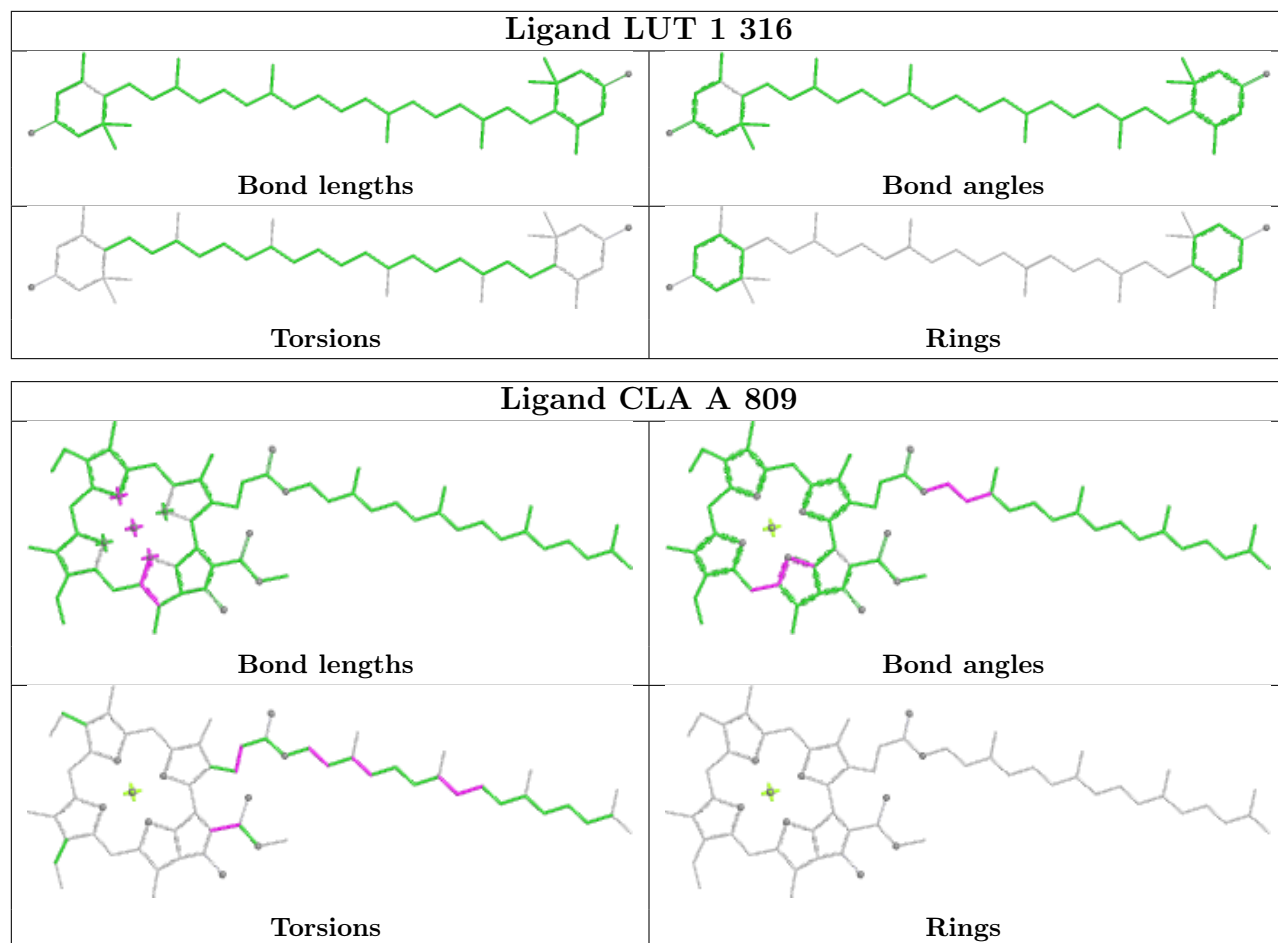 Ligand LUT 1 316
Bond lengths
Bond angles
Torsions
Rings
Ligand CLA A 809
Bond lengths
Bond angles
Torsions
Rings